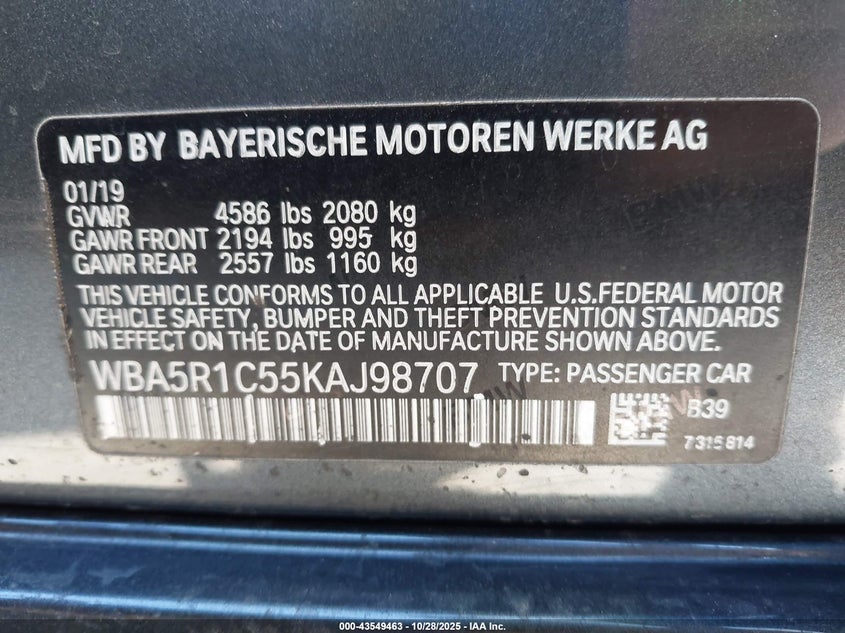 MFD BY BAYERISCHE MOTOREN WERKE AG
01/19
GVWR 4586 lbs 2080 kg
GAWR FRONT 2194 lbs 995 kg
GAWR REAR 2557 lbs 1160 kg
THIS VEHICLE CONFORMS TO ALL APPLICABLE U.S. FEDERAL MOTOR
VEHICLE SAFETY, BUMPER AND THEFT PREVENTION STANDARDS
IN EFFECT ON THE DATE OF MANUFACTURE SHOWN ABOVE.
WBA5R1C55KAJ98707 TYPE: PASSENGER CAR
B39
7315814
000-43549463 - 10/28/2025 - IAA Inc.